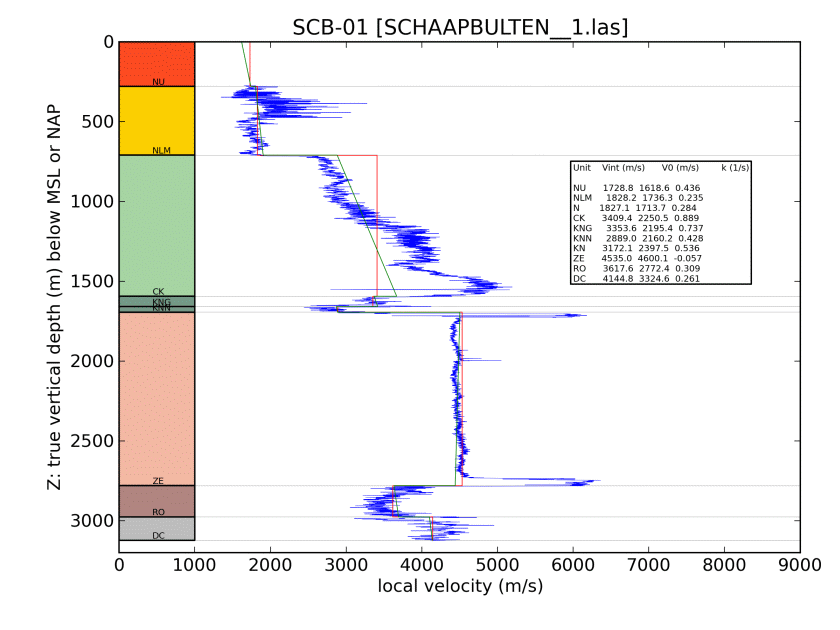 SCB-01 [SCHAAPBULTEN__1.las]
0
500
1000
1500
2000
2500
3000
Z: true vertical depth (m) below MSL or NAP
NU
NLM
CK
KNG
KNN
ZE
RO
DC
Unit Vint (m/s) V0 (m/s) k (1/s)
NU 1728.8 1618.6 0.436
NLM 1828.2 1736.3 0.235
N 1827.1 1713.7 0.284
CK 3409.4 2250.5 0.889
KNG 3353.6 2195.4 0.737
KNN 2889.0 2160.2 0.428
KN 3172.1 2397.5 0.536
ZE 4535.0 4600.1 -0.057
RO 3617.6 2772.4 0.309
DC 4144.8 3324.6 0.261
0 1000 2000 3000 4000 5000 6000 7000 8000 9000
local velocity (m/s)